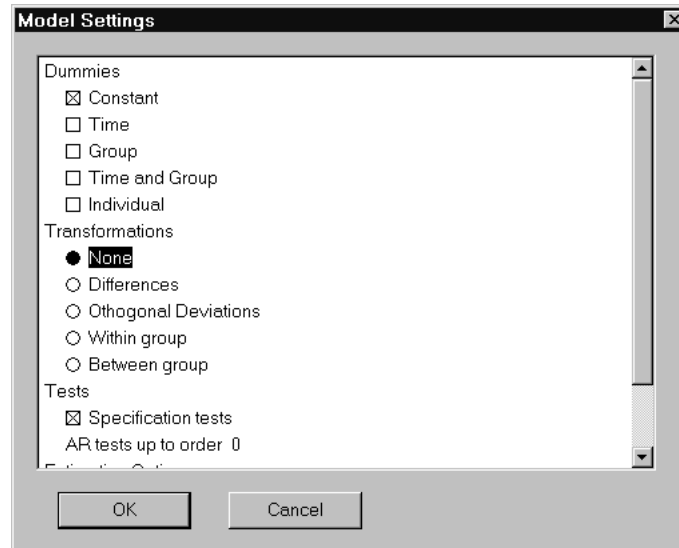 Model Settings
Dummies
Constant
Time
Group
Time and Group
Individual
Transformations
None
Differences
Othogonal Deviations
Within group
Between group
Tests
Specification tests
AR tests up to order 0
OK Cancel